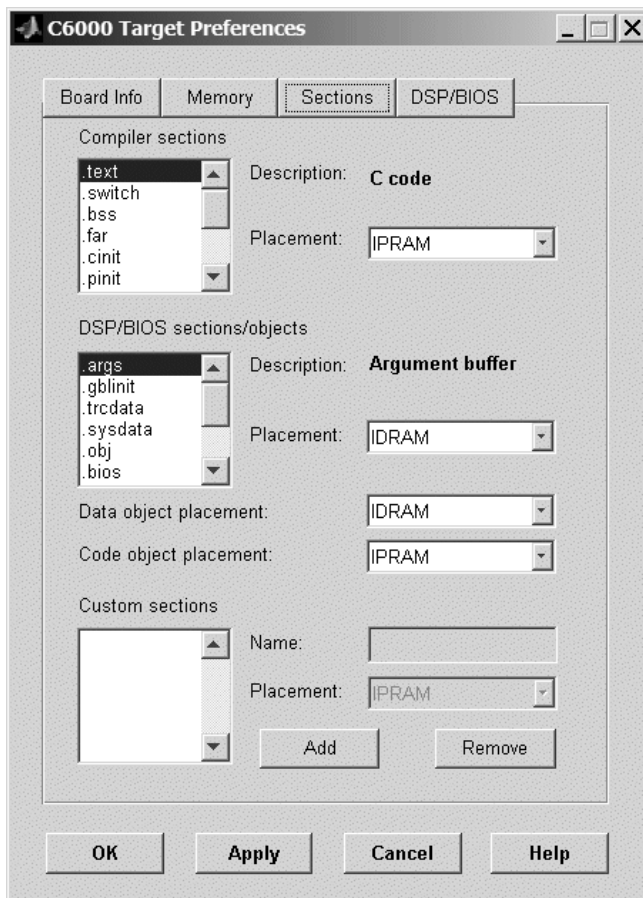 C6000 Target Preferences
Board Info Memory Sections DSP/BIOS
Compiler sections
.text
.switch
.bss
.far
.cinit
.pinit
Description: C code
Placement: IPRAM
DSP/BIOS sections/objects
.args
.gblinit
.trcdata
.sysdata
.obj
.bios
Description: Argument buffer
Placement: IDRAM
Data object placement: IDRAM
Code object placement: IPRAM
Custom sections
Name:
Placement: IPRAM
Add Remove
OK Apply Cancel Help